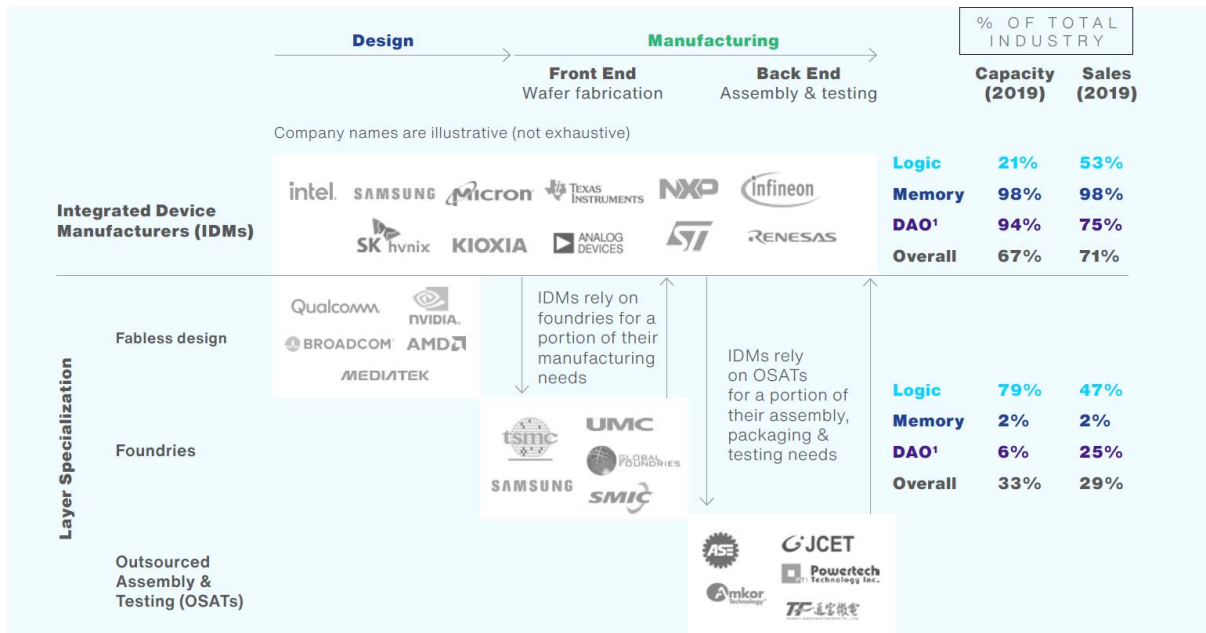 % OF TOTAL
INDUSTRY
Design
Manufacturing
Front End
Wafer fabrication
Back End
Assembly & testing
Capacity
(2019)
Sales
(2019)
Company names are illustrative (not exhaustive)
Integrated Device
Manufacturers (IDMs)
intel.
SAMSUNG
Micron
TEXAS
INSTRUMENTS
NXP
infineon
SK hynix
KIOXIA
ANALOG
DEVICES
ST
RENESAS
Logic 21% 53%
Memory 98% 98%
DAO¹ 94% 75%
Overall 67% 71%
Layer Specialization
Fabless design
Qualcomm
NVIDIA.
BROADCOM
AMD
MEDIATEK
IDMs rely on
foundries for a
portion of their
manufacturing
needs
IDMs rely
on OSATs
for a portion of
their assembly,
packaging &
testing needs
Logic 79% 47%
Memory 2% 2%
DAO¹ 6% 25%
Overall 33% 29%
Foundries
tsmc
UMC
GLOBAL
FOUNDRIES
SAMSUNG
SMIC
Outsourced
Assembly &
Testing (OSATs)
ASE
JCET
Powertech
Technology Inc.
PTI
Amkor
Technology
TF